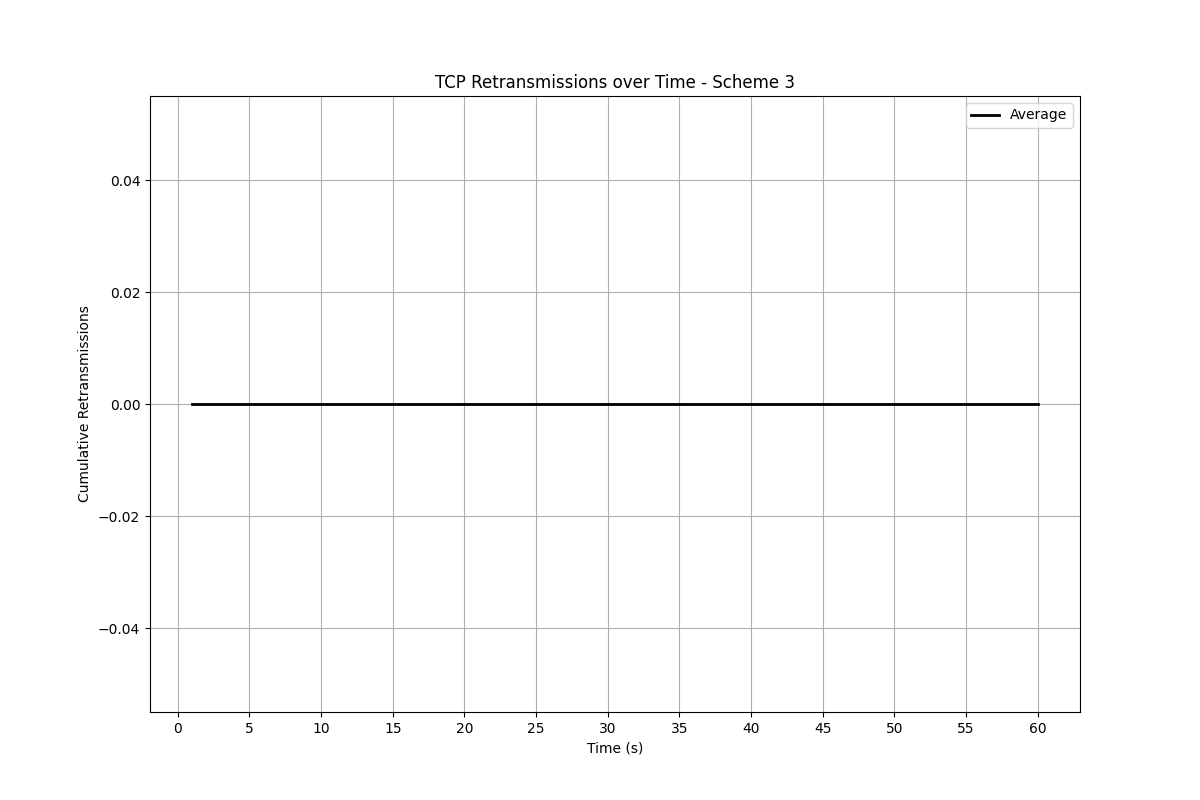 TCP Retransmissions over Time - Scheme 3
Average
0.04
0.02
0.00
−0.02
−0.04
Cumulative Retransmissions
0 5 10 15 20 25 30 35 40 45 50 55 60
Time (s)